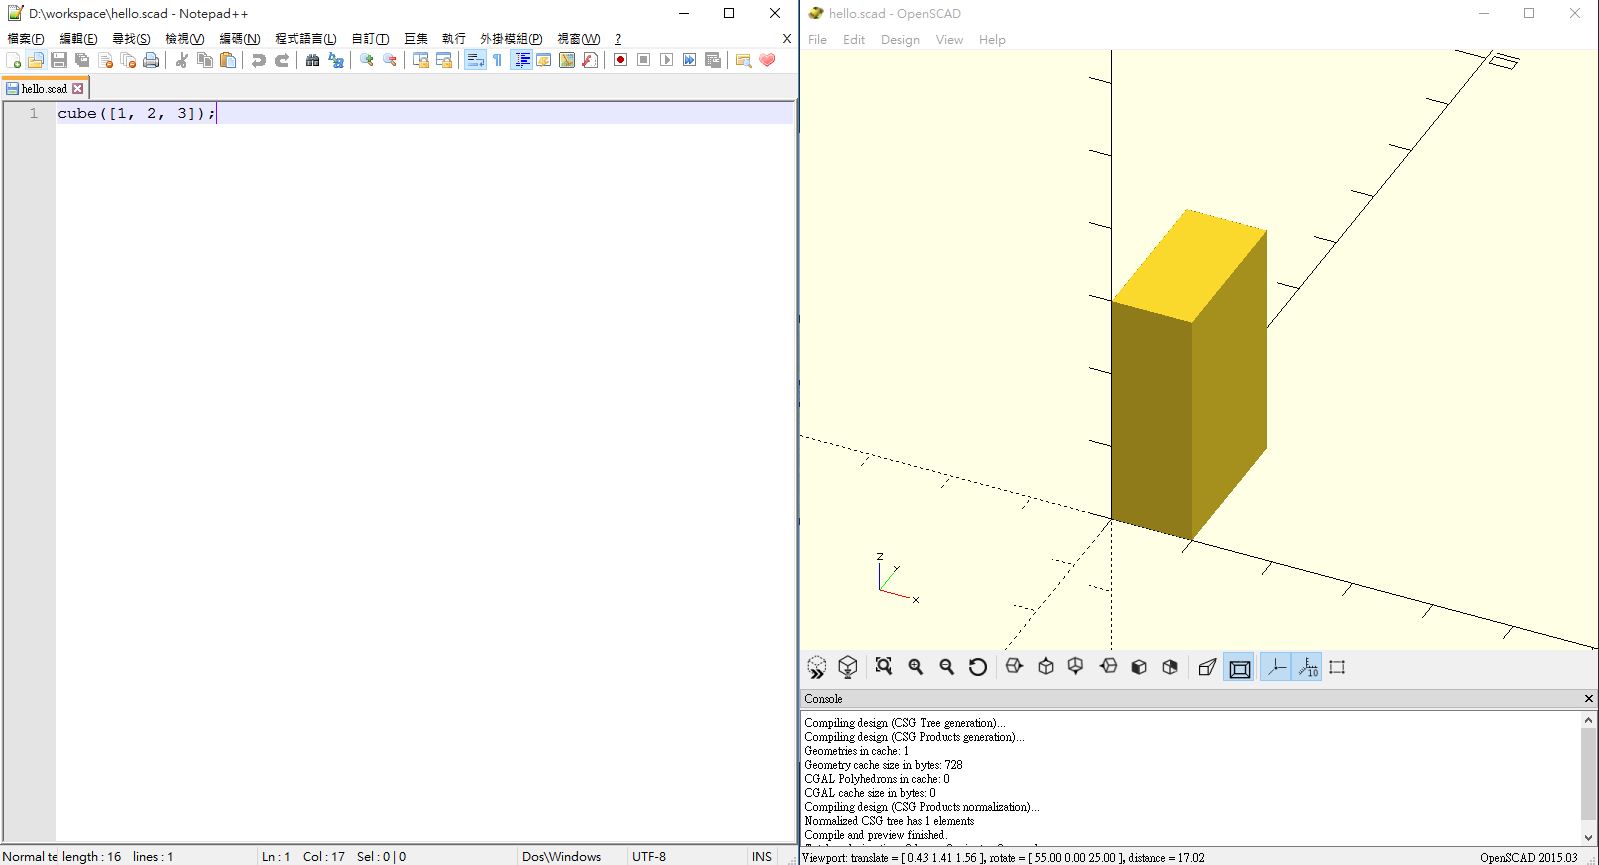 D:\workspace\hello.scad - Notepad++
檔案(F) 編輯(E) 尋找(S) 檢視(V) 編碼(N) 程式語言(L) 自訂(T) 巨集 執行 外掛模組(P) 視窗(W) ? X
hello.scad
1 cube([1, 2, 3]);
Normal te length : 16 lines : 1 Ln : 1 Col : 17 Sel : 0 | 0 Dos\Windows UTF-8 INS
hello.scad - OpenSCAD
File Edit Design View Help
Z
Y
X
10
Console
Compiling design (CSG Tree generation)...
Compiling design (CSG Products generation)...
Geometries in cache: 1
Geometry cache size in bytes: 728
CGAL Polyhedrons in cache: 0
CGAL cache size in bytes: 0
Compiling design (CSG Products normalization)...
Normalized CSG tree has 1 elements
Compile and preview finished.
Viewport: translate = [ 0.43 1.41 1.56 ], rotate = [ 55.00 0.00 25.00 ], distance = 17.02 OpenSCAD 2015.03